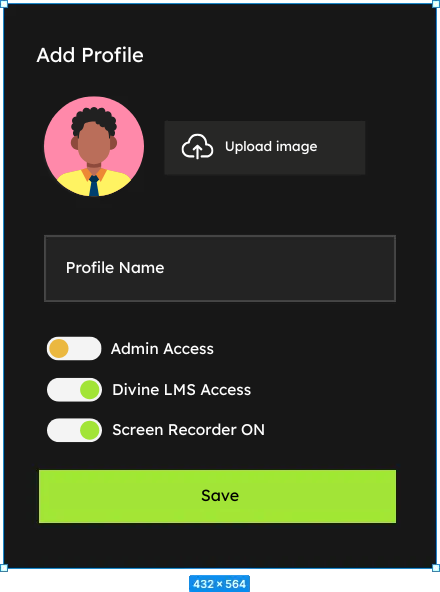 Add Profile
Upload image
Profile Name
Admin Access
Divine LMS Access
Screen Recorder ON
Save
432 × 564